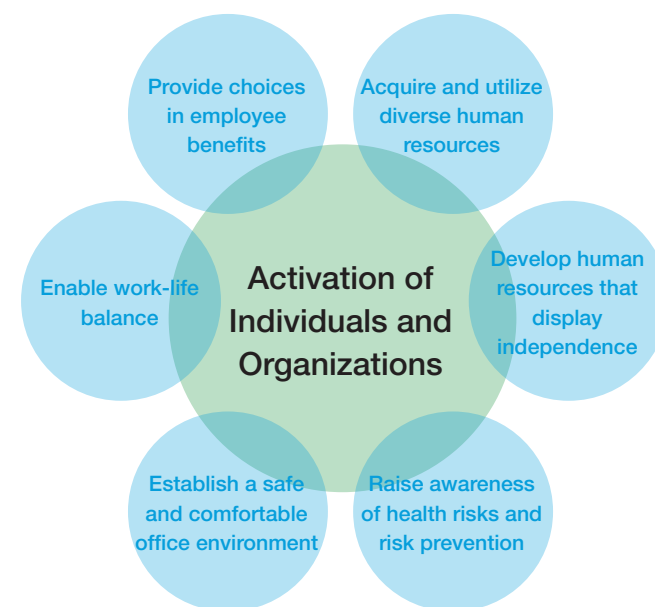 Provide choices
in employee
benefits
Acquire and utilize
diverse human
resources
Enable work-life
balance
Activation of
Individuals and
Organizations
Develop human
resources that
display
independence
Establish a safe
and comfortable
office environment
Raise awareness
of health risks and
risk prevention